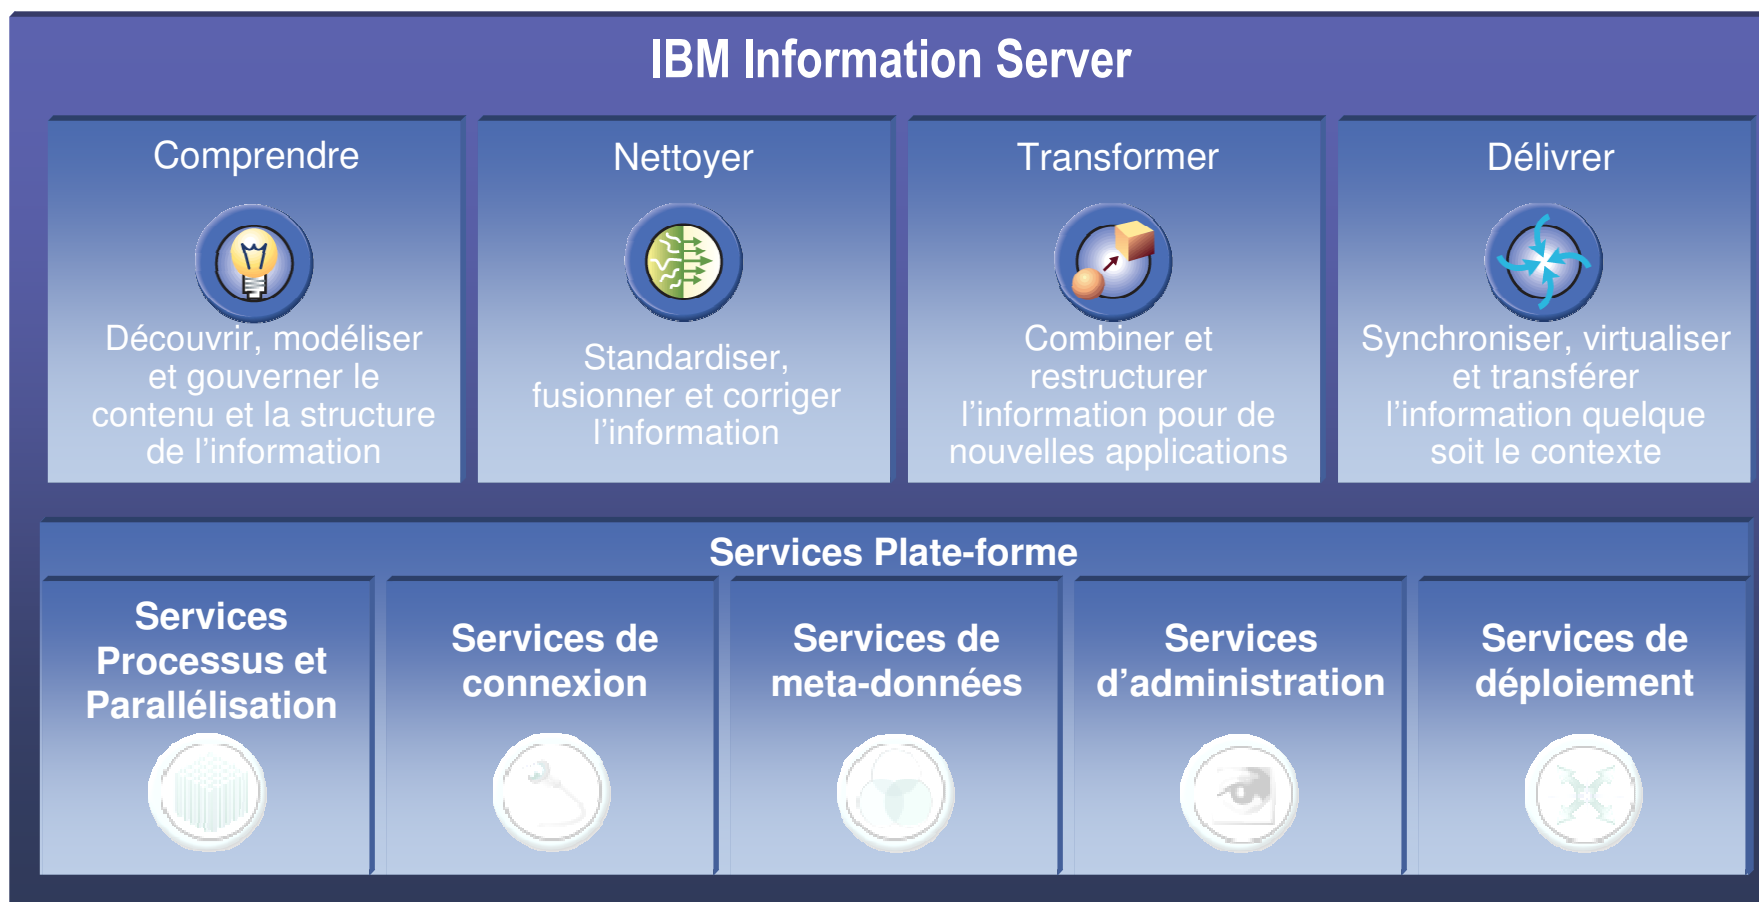 IBM Information Server
Comprendre
Découvrir, modéliser
et gouverner le
contenu et la structure
de l'information
Nettoyer
Standardiser,
fusionner et corriger
l'information
Transformer
Combiner et
restructurer
l'information pour de
nouvelles applications
Délivrer
Synchroniser, virtualiser
et transférer
l'information quelque
soit le contexte
Services Plate-forme
Services
Processus et
Parallélisation
Services de
connexion
Services de
meta-données
Services
d'administration
Services de
déploiement